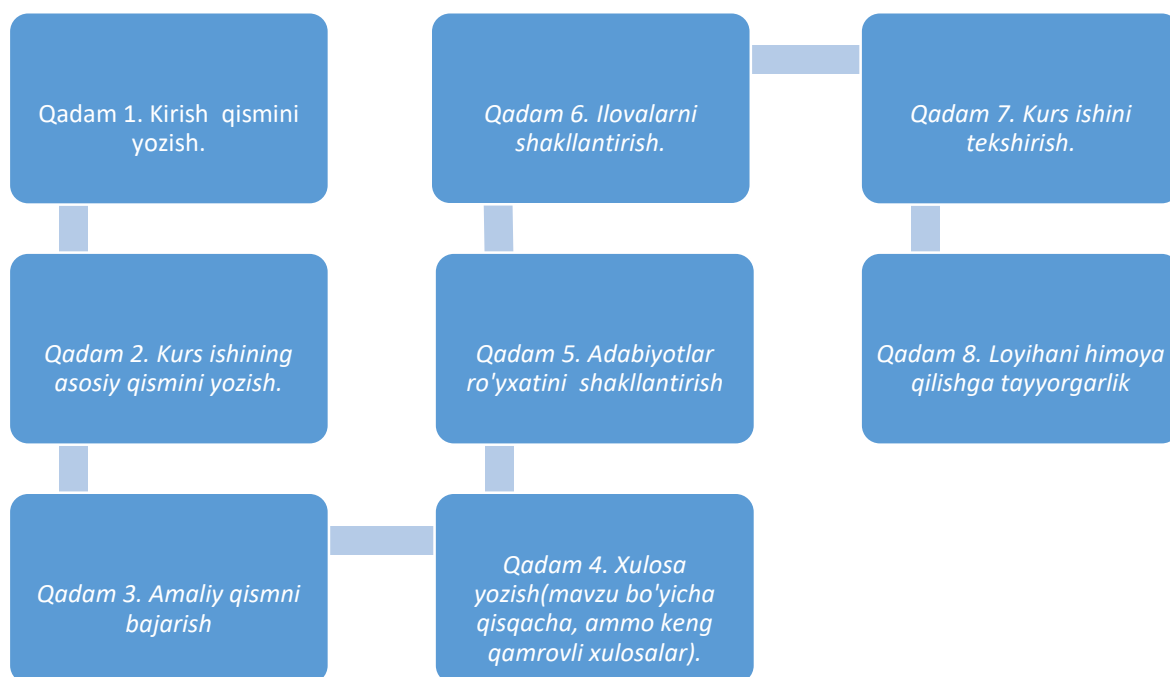 Qadam 1. Kirish  qismini
yozish.
Qadam 2. Kurs ishining
asosiy qismini yozish.
Qadam 3. Amaliy qismni
bajarish
Qadam 4. Xulosa
yozish(mavzu bo'yicha
qisqacha, ammo keng
qamrovli xulosalar).
Qadam 5. Adabiyotlar
ro'yxatini  shakllantirish
Qadam 6. Ilovalarni
shakllantirish.
Qadam 7. Kurs ishini
tekshirish.
Qadam 8. Loyihani himoya
qilishga tayyorgarlik